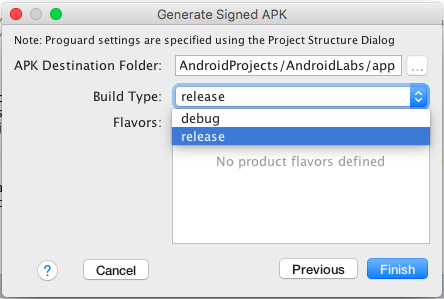 Generate Signed APK
Note: Proguard settings are specified using the Project Structure Dialog
APK Destination Folder: AndroidProjects/AndroidLabs/app ...
Build Type: release
debug
Flavors: release
No product flavors defined
? Cancel Previous Finish